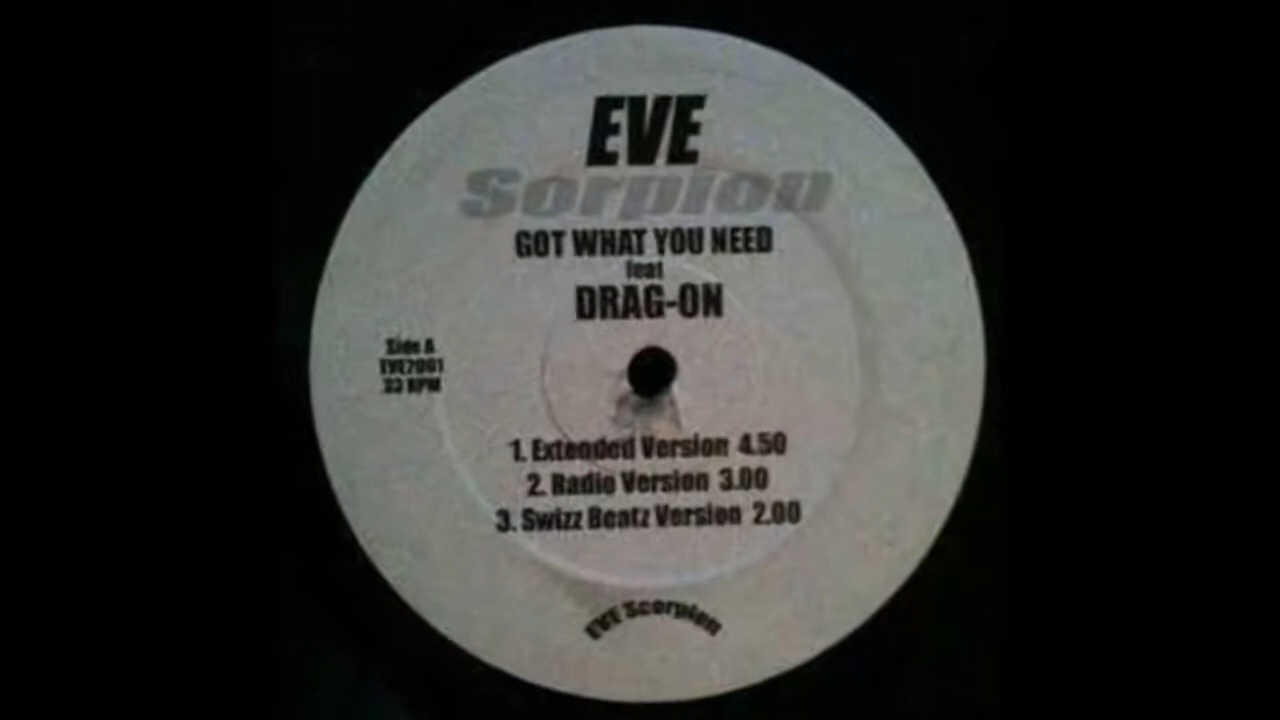 EVE
Sorpion
GOT WHAT YOU NEED
feat
DRAG-ON
Side A
EVE2001
33 RPM
1. Extended Version 4.50
2. Radio Version 3.00
3. Swizz Beatz Version 2.00
EVE Scorpion